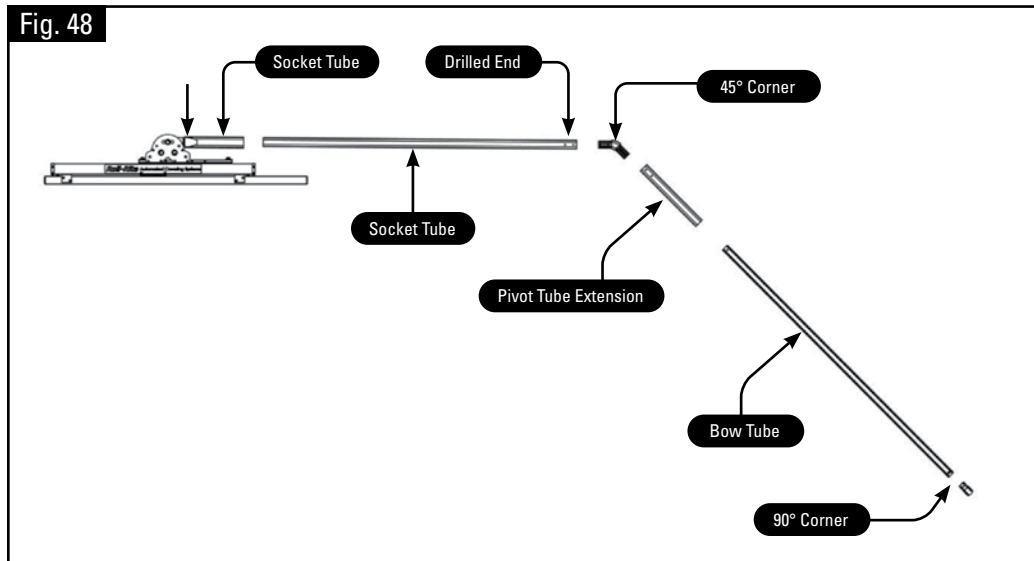 Fig. 48
Socket Tube
Drilled End
45° Corner
Socket Tube
Pivot Tube Extension
Bow Tube
90° Corner